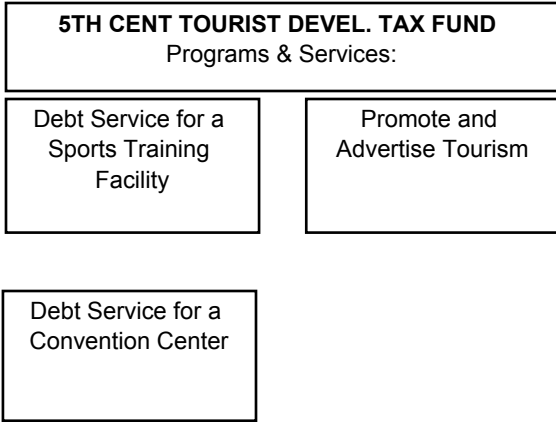 5TH CENT TOURIST DEVEL. TAX FUND
Programs & Services:
Debt Service for a
Sports Training
Facility
Promote and
Advertise Tourism
Debt Service for a
Convention Center